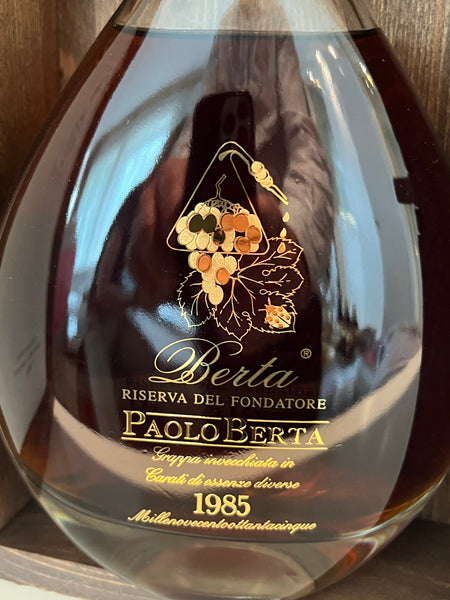 Berta ®
RISERVA DEL FONDATORE
PAOLO BERTA
Grappa invecchiata in
Carati di essenze diverse
1985
Millenovecentoottantacinque